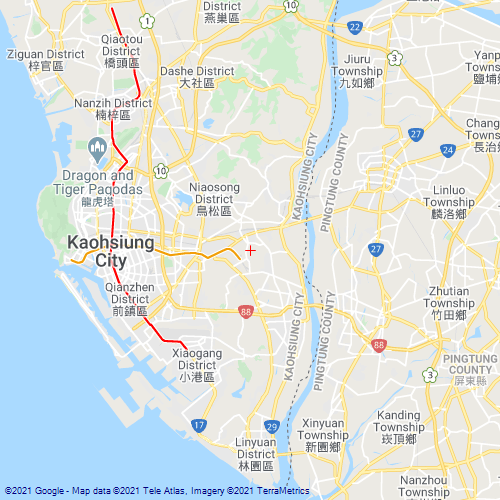 District
燕巢區
Qiaotou
District
橋頭區
Ziguan District
梓官區
Dashe District
大社區
Jiuru
Township
九如鄉
Yanp
Town
鹽埔
Nanzih District
楠梓區
Chang
Town
長治
Dragon and
Tiger Pagodas
龍虎塔
Niaosong
District
鳥松區
Linluo
Township
麟洛鄉
KAOHSIUNG CITY
PINGTUNG COUNTY
Kaohsiung
City
Qianzhen
District
前鎮區
Zhutian
Township
竹田鄉
KAOHSIUNG CITY
PINGTUNG COUNTY
Xiaogang
District
小港區
PINGTUNG
COUNTY
屏東縣
Kanding
Township
崁頂鄉
Xinyuan
Township
新園鄉
Linyuan
District
林園區
Nanzhou
Township
1
10
3
1
27
24
10
27
88
88
3
17
29
©2021 Google - Map data ©2021 Tele Atlas, Imagery ©2021 TerraMetrics